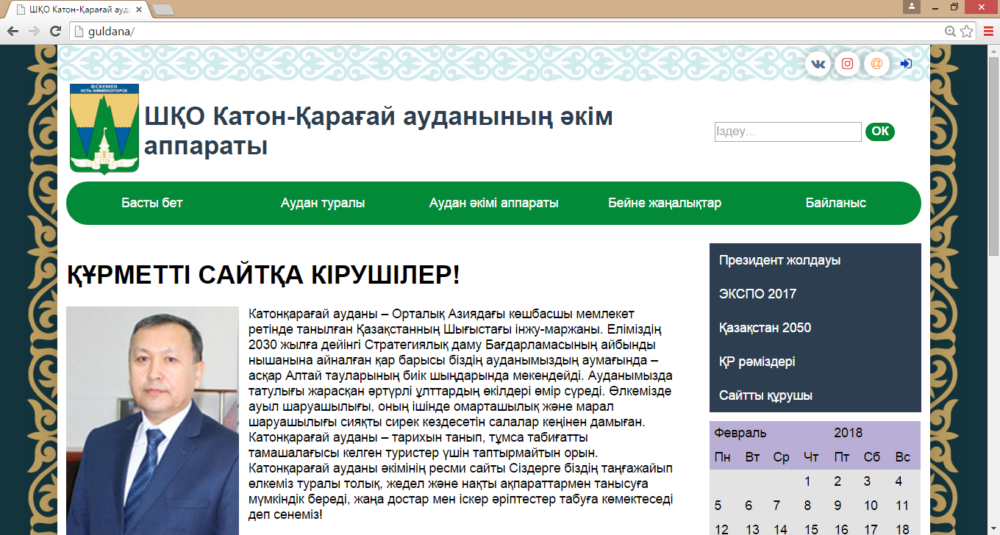 ШҚО Катон-Қарағай ауда
guldana/
ӨСКЕМЕН
УСТЬ-КАМЕНОГОРСК
1720
ШҚО Катон-Қарағай ауданының әкім
аппараты
Іздеу...
OK
Басты бет
Аудан туралы
Аудан әкімі аппараты
Бейне жаңалықтар
Байланыс
ҚҰРМЕТТІ САЙТҚА КІРУШІЛЕР!
Катонқарағай ауданы – Орталық Азиядағы көшбасшы мемлекет
ретінде танылған Қазақстанның Шығыстағы інжу-маржаны. Еліміздің
2030 жылға дейінгі Стратегиялық даму Бағдарламасының айбынды
нышанына айналған қар барысы біздің ауданымыздың аумағында –
асқар Алтай тауларының биік шыңдарында мекендейді. Ауданымызда
татулығы жарасқан әртүрлі ұлттардың өкілдері өмір сүреді. Өлкемізде
ауыл шаруашылығы, оның ішінде омарташылық және марал
шаруашылығы сияқты сирек кездесетін салалар кеңінен дамыған.
Катонқарағай ауданы – тарихын танып, тұмса табиғатты
тамашалағысы келген туристер үшін таптырмайтын орын.
Катонқарағай ауданы әкімінің ресми сайты Сіздерге біздің таңғажайып
өлкеміз туралы толық, жедел және нақты ақпараттармен танысуға
мүмкіндік береді, жаңа достар мен іскер әріптестер табуға көмектеседі
деп сенеміз!
Президент жолдауы
ЭКСПО 2017
Қазақстан 2050
ҚР рәміздері
Сайтты құрушы
Февраль 2018
Пн Вт Ср Чт Пт Сб Вс
1 2 3 4
5 6 7 8 9 10 11
12 13 14 15 16 17 18